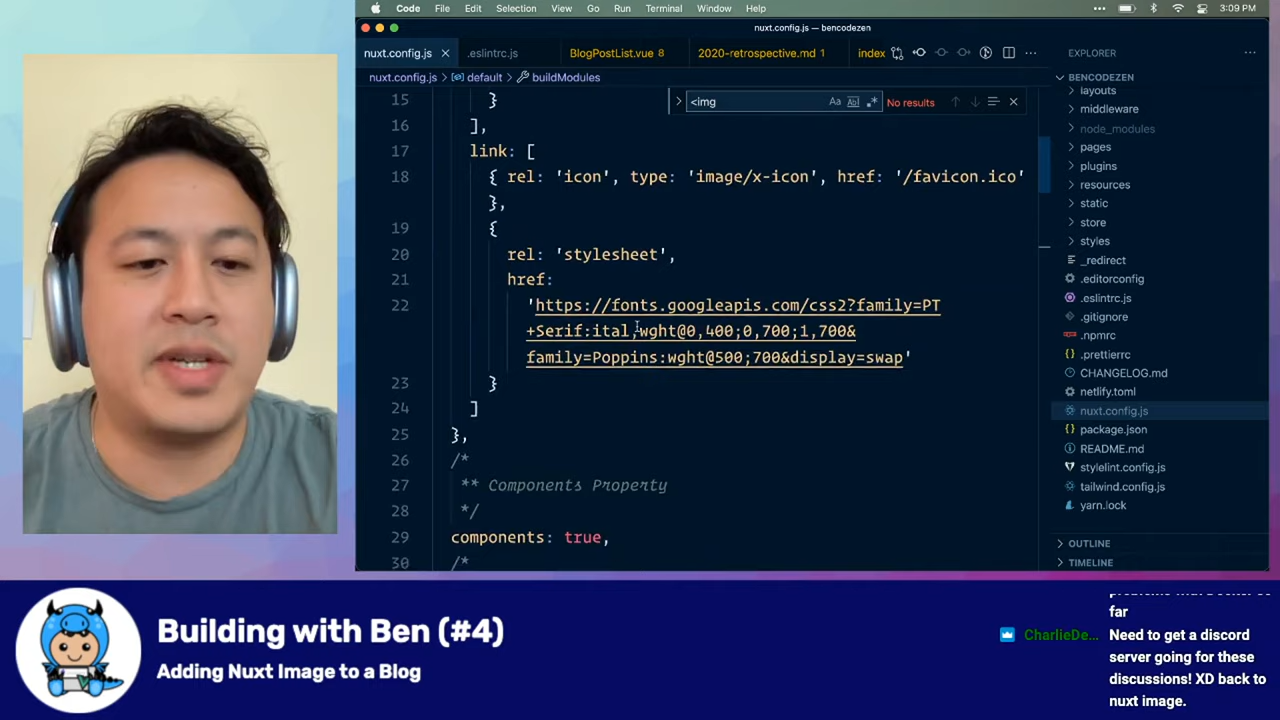 Code File Edit Selection View Go Run Terminal Window Help 3:09 PM
nuxt.config.js — bencodezen
nuxt.config.js .eslintrc.js BlogPostList.vue 8 2020-retrospective.md 1 index
nuxt.config.js > default > buildModules
<img Aa Abl .* No results
15 }
16 ],
17 link: [
18 { rel: 'icon', type: 'image/x-icon', href: '/favicon.ico'
},
19 {
20 rel: 'stylesheet',
21 href:
22 'https://fonts.googleapis.com/css2?family=PT
+Serif:ital,wght@0,400;0,700;1,700&
family=Poppins:wght@500;700&display=swap'
23 }
24 ]
25 },
26 /*
27 ** Components Property
28 */
29 components: true,
30 /*
EXPLORER
BENCODEZEN
layouts
middleware
node_modules
pages
plugins
resources
static
store
styles
_redirect
.editorconfig
.eslintrc.js
.gitignore
.npmrc
.prettierrc
CHANGELOG.md
netlify.toml
nuxt.config.js
package.json
README.md
stylelint.config.js
tailwind.config.js
yarn.lock
OUTLINE
TIMELINE
Building with Ben (#4)
Adding Nuxt Image to a Blog
far
CharlieDe... Need to get a discord
server going for these
discussions! XD back to
nuxt image.